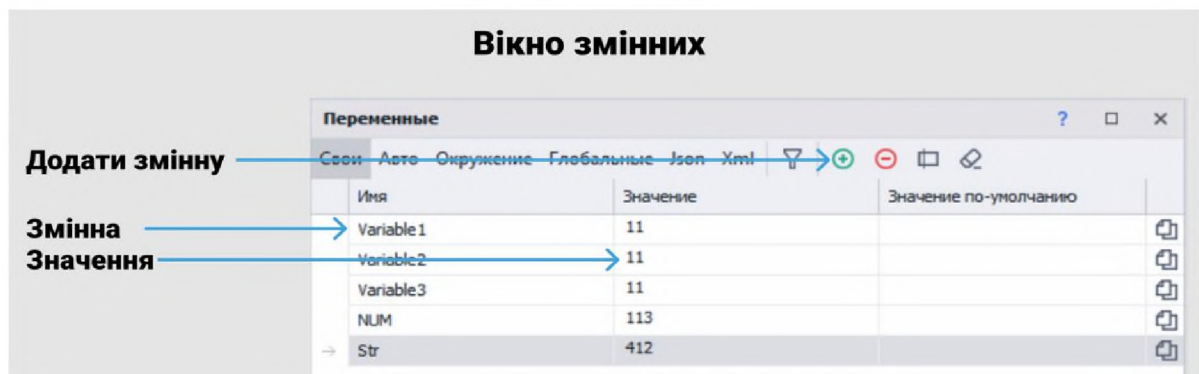 Вікно змінних
Переменные ?
Додати змінну
Свои Авто Окружение Глобальные Json Xml
Имя Значение Значение по-умолчанию
Змінна
Variable1 11
Значення
Variable2 11
Variable3 11
NUM 113
Str 412